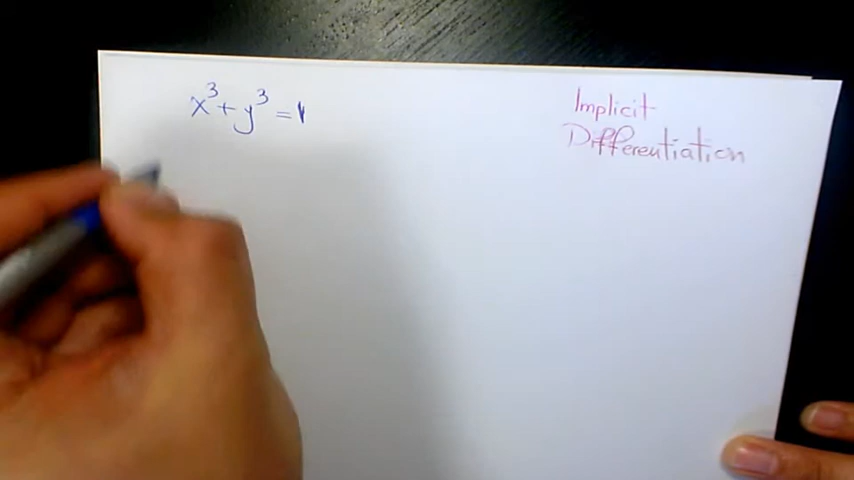 x³ + y³ = 1
Implicit
Differentiation